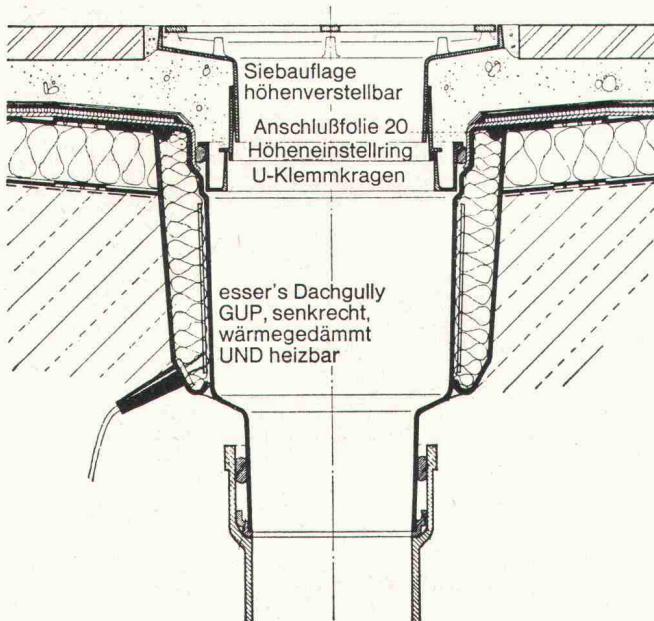 Siebauflage
höhenverstellbar
Anschlußfolie 20
Höheneinstellring
U-Klemmkragen
esser's Dachgully
GUP, senkrecht,
wärmegedämmt
UND heizbar